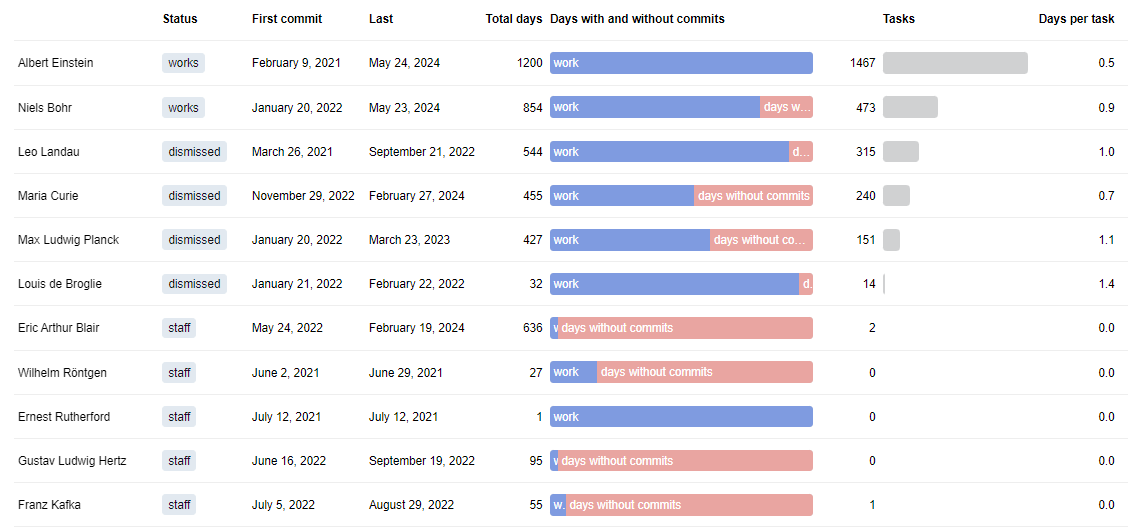 Status First commit Last Total days Days with and without commits Tasks Days per task
Albert Einstein works February 9, 2021 May 24, 2024 1200 work 1467 0.5
Niels Bohr works January 20, 2022 May 23, 2024 854 work days w... 473 0.9
Leo Landau dismissed March 26, 2021 September 21, 2022 544 work d... 315 1.0
Maria Curie dismissed November 29, 2022 February 27, 2024 455 work days without commits 240 0.7
Max Ludwig Planck dismissed January 20, 2022 March 23, 2023 427 work days without co... 151 1.1
Louis de Broglie dismissed January 21, 2022 February 22, 2022 32 work d. 14 1.4
Eric Arthur Blair staff May 24, 2022 February 19, 2024 636 w days without commits 2 0.0
Wilhelm Röntgen staff June 2, 2021 June 29, 2021 27 work days without commits 0 0.0
Ernest Rutherford staff July 12, 2021 July 12, 2021 1 work 0 0.0
Gustav Ludwig Hertz staff June 16, 2022 September 19, 2022 95 w days without commits 0 0.0
Franz Kafka staff July 5, 2022 August 29, 2022 55 w. days without commits 1 0.0